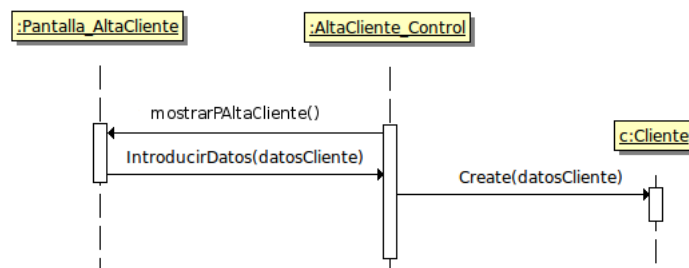 :Pantalla_AltaCliente
:AltaCliente_Control
mostrarPAltaCliente()
c:Cliente
IntroducirDatos(datosCliente)
Create(datosCliente)